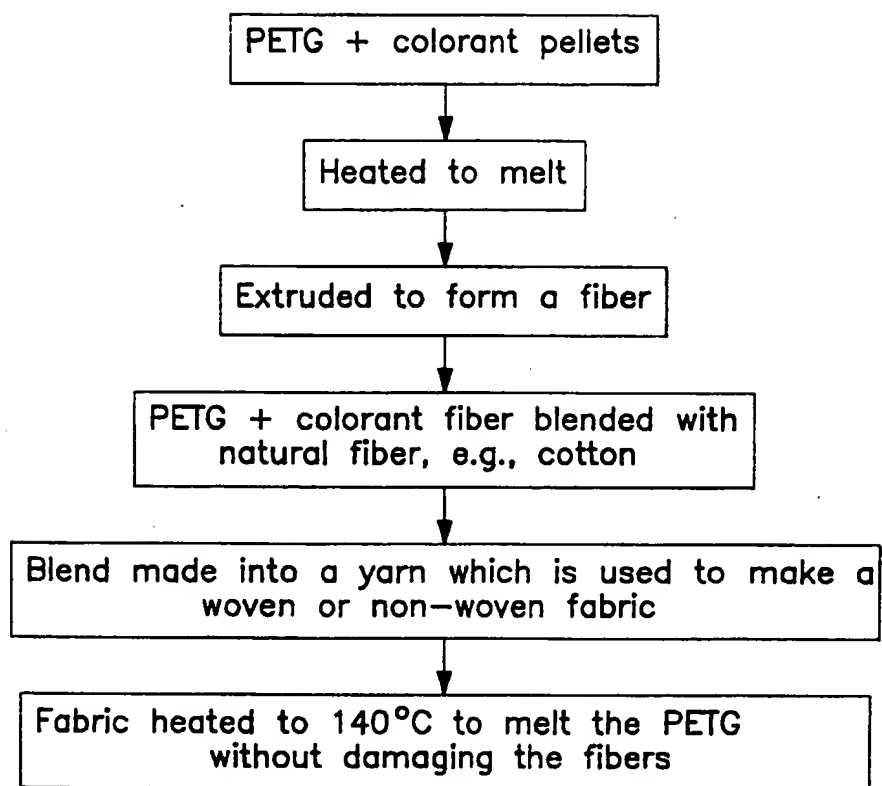 PETG + colorant pellets
Heated to melt
Extruded to form a fiber
PETG + colorant fiber blended with
natural fiber, e.g., cotton
Blend made into a yarn which is used to make a
woven or non-woven fabric
Fabric heated to 140°C to melt the PETG
without damaging the fibers